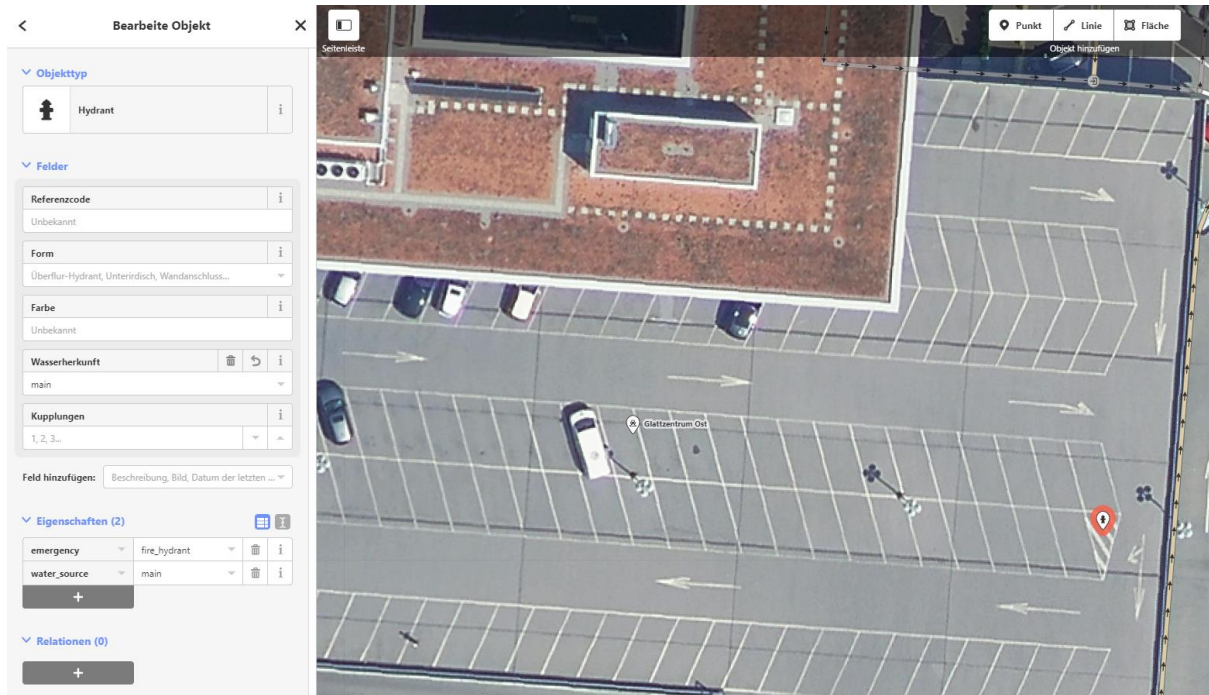 Bearbeite Objekt
Seitenleiste
Punkt
Linie
Fläche
Objekt hinzufügen
Objekttyp
Hydrant
i
Felder
Referenzcode
i
Unbekannt
Form
i
Überflur-Hydrant, Unterirdisch, Wandanschluss...
Farbe
i
Unbekannt
Wasserherkunft
i
main
Kupplungen
i
1, 2, 3...
Feld hinzufügen: Beschreibung, Bild, Datum der letzten ...
Eigenschaften (2)
emergency fire_hydrant i
water_source main i
+
Relationen (0)
+
Glattzentrum Ost